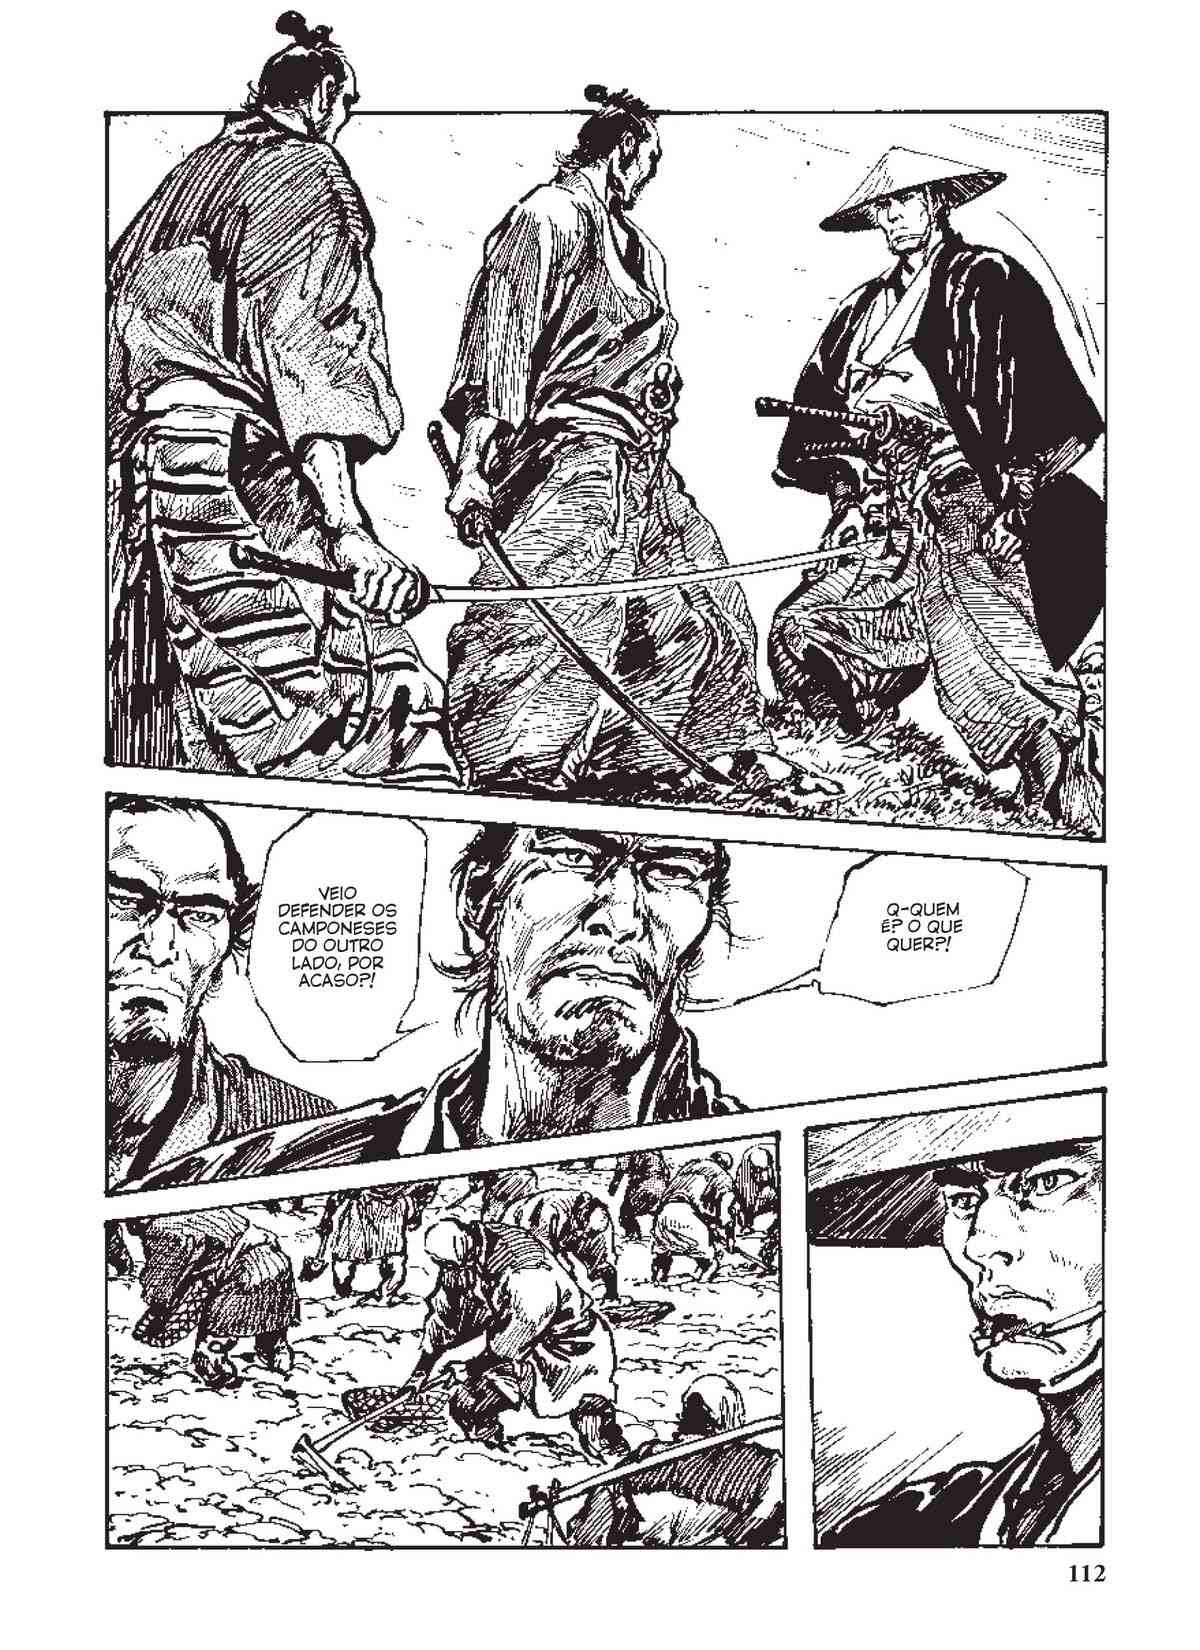 Q-QUEM
É? O QUE
QUER?!
VEIO
DEFENDER OS
CAMPONESES
DO OUTRO
LADO, POR
ACASO?!
112